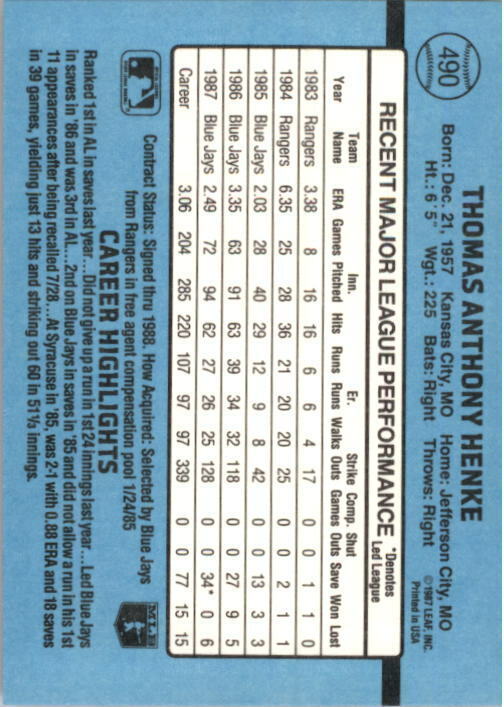 490
THOMAS ANTHONY HENKE
Born: Dec. 21, 1957 Kansas City, MO Home: Jefferson City, MO
Ht.: 6' 5" Wgt.: 225 Bats: Right Throws: Right
©1987 LEAF, INC.
Printed in USA
RECENT MAJOR LEAGUE PERFORMANCE
*Denotes
Led League
Team Inn. Er. Strike Comp. Shut
Year Name ERA Games Pitched Hits Runs Runs Walks Outs Games Outs Save Won Lost
1983 Rangers 3.38 8 16 16 6 6 4 17 0 0 1 1 0
1984 Rangers 6.35 25 28 36 21 20 20 25 0 0 2 1 1
1985 Blue Jays 2.03 28 40 29 12 9 8 42 0 0 13 3 3
1986 Blue Jays 3.35 63 91 63 39 34 32 118 0 0 27 9 5
1987 Blue Jays 2.49 72 94 62 27 26 25 128 0 0 34* 0 6
Career 3.06 204 285 220 107 97 97 339 0 0 77 15 15
Contract Status: Signed thru 1988. How Acquired: Selected by Blue Jays
from Rangers in free agent compensation pool 1/24/85
MLB
CAREER HIGHLIGHTS
Ranked 1st in AL in saves last year...Did not give up a run in 1st 24 innings last year...Led Blue Jays
in saves in '86 and was 3rd in AL...2nd on Blue Jays in saves in '85 and did not allow a run in his 1st
11 appearances after being recalled 7/28...At Syracuse in '85, was 2-1 with 0.88 ERA and 18 saves
in 39 games, yielding just 13 hits and striking out 60 in 51⅓ innings.